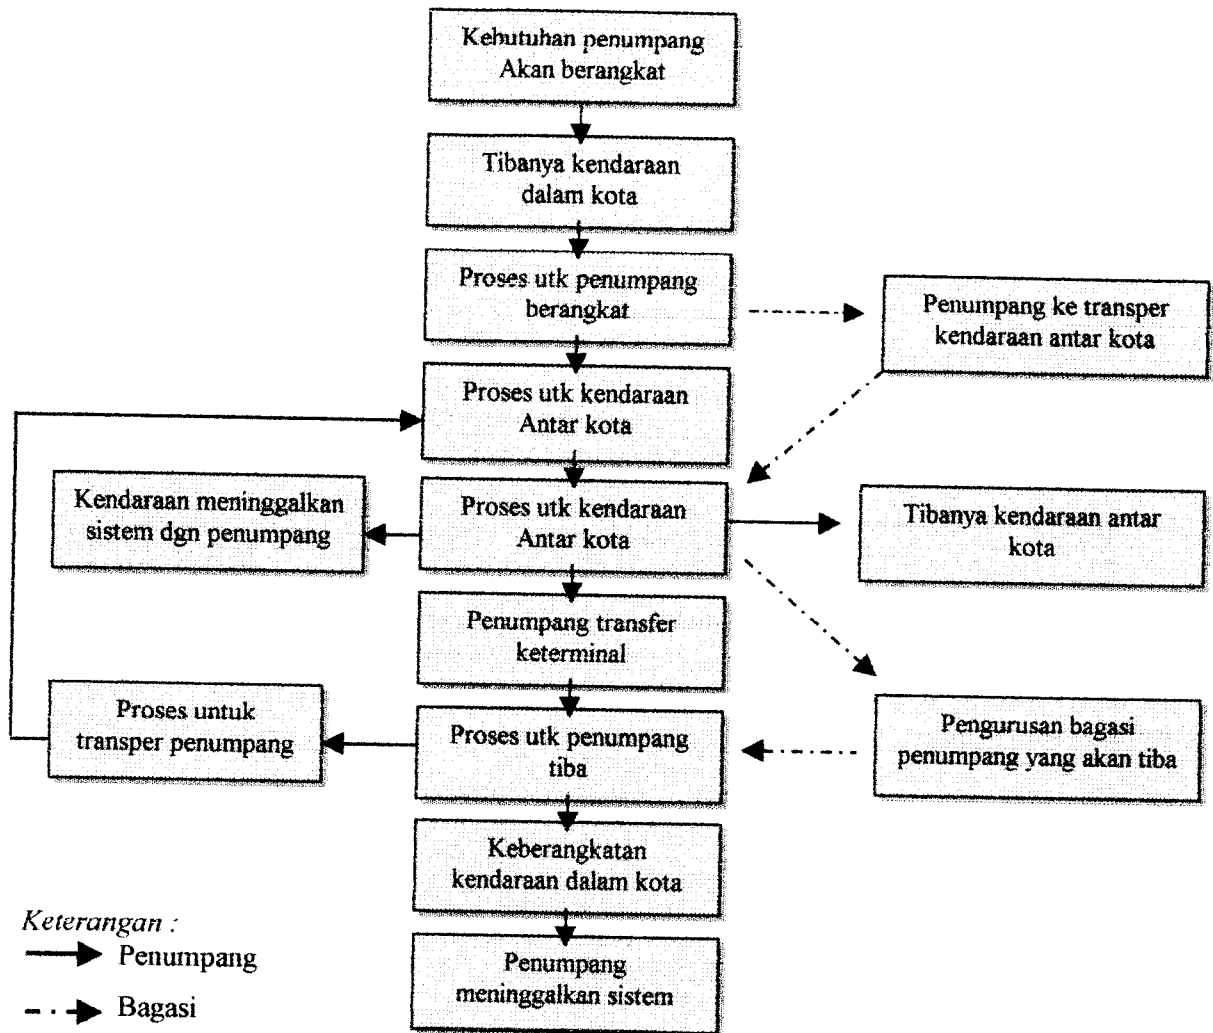 Kebutuhan penumpang
Akan berangkat
Tibanya kendaraan
dalam kota
Proses utk penumpang
berangkat
Penumpang ke transper
kendaraan antar kota
Proses utk kendaraan
Antar kota
Kendaraan meninggalkan
sistem dgn penumpang
Proses utk kendaraan
Antar kota
Tibanya kendaraan antar
kota
Penumpang transfer
keterminal
Proses untuk
transper penumpang
Proses utk penumpang
tiba
Pengurusan bagasi
penumpang yang akan tiba
Keberangkatan
kendaraan dalam kota
Penumpang
meninggalkan sistem
Keterangan :
Penumpang
Bagasi